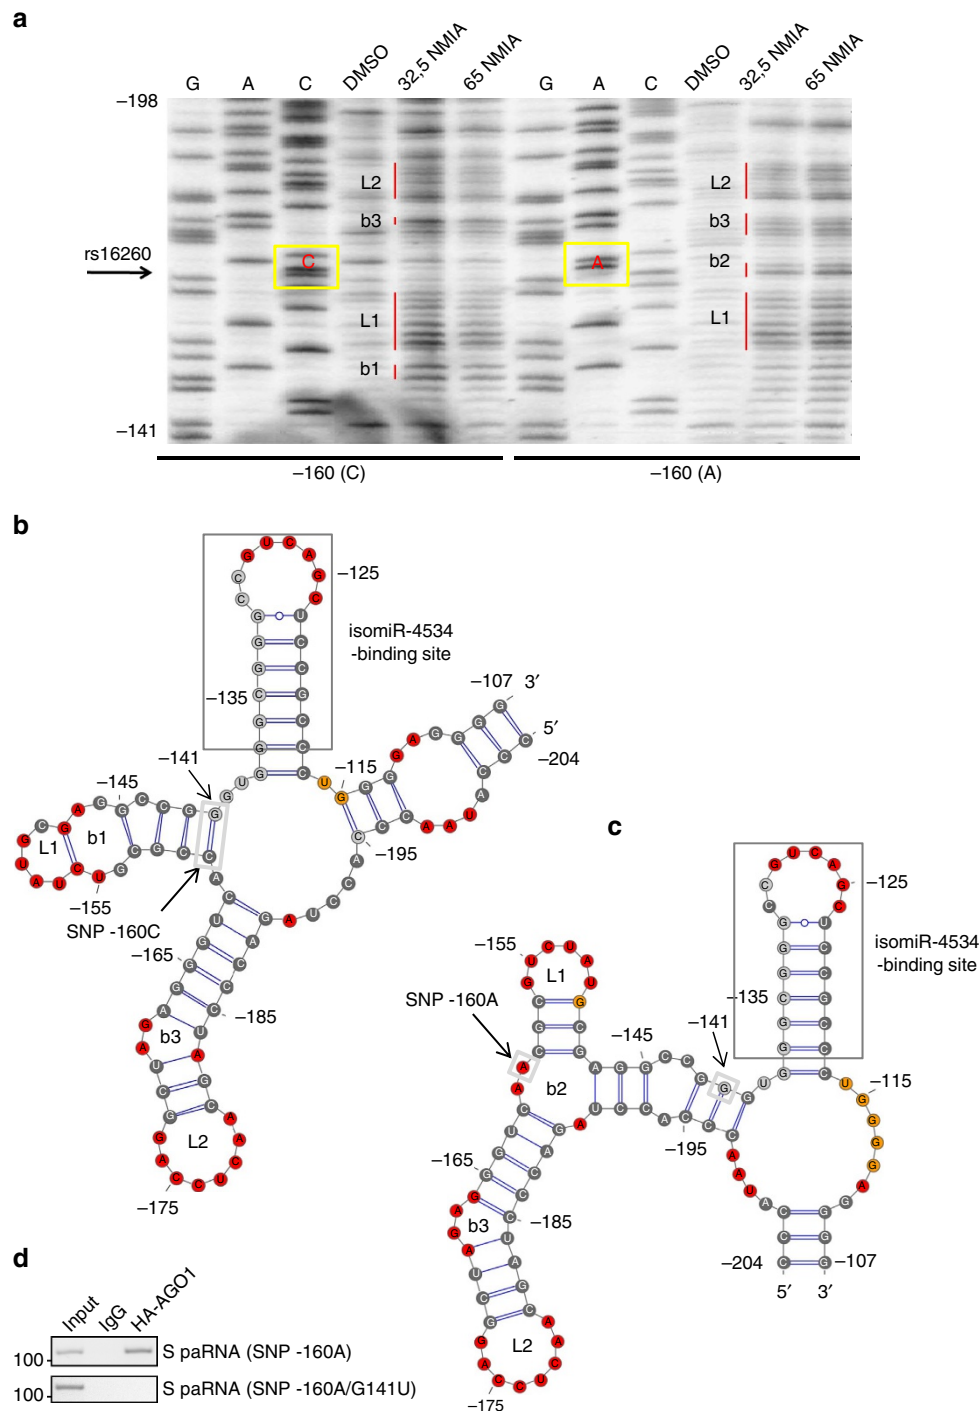 a
G A C DMSO 32,5 NMIA 65 NMIA G A C DMSO 32,5 NMIA 65 NMIA
−198
L2 L2
b3 b3
rs16260 C A b2
L1 L1
b1
−141
−160 (C) −160 (A)
b
−125
isomiR-4534
-binding site
−135
−107 3′
5′
−204
−141
−115
−145
L1 b1
−195
−155
SNP -160C
−165
−185
b3
L2
−175
c
−125
isomiR-4534
-binding site
−135
−155
L1
SNP -160A
−141
−145
b2
−115
−195
−165
−185
b3
−204 −107
5′ 3′
L2
−175
d
Input IgG HA-AGO1
100 S paRNA (SNP -160A)
100 S paRNA (SNP -160A/G141U)